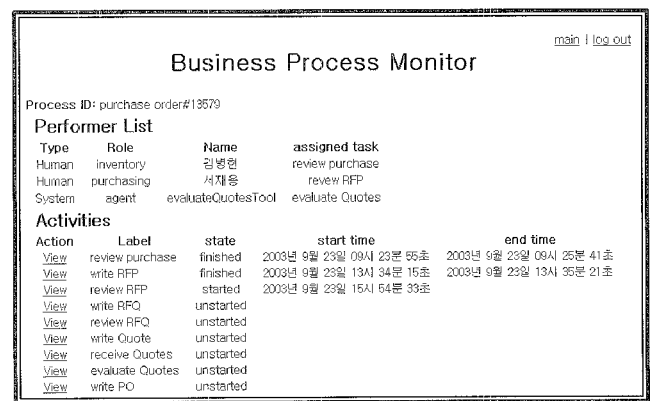 main | log out
Business Process Monitor
Process ID: purchase order#13579
Performer List
Type Role Name assigned task
Human inventory 김병현 review purchase
Human purchasing 서재응 revew RFP
System agent evaluateQuotesTool evaluate Quotes
Activities
Action Label state start time end time
View review purchase finished 2003년 9월 23일 09시 23분 55초 2003년 9월 23일 09시 25분 41초
View write RFP finished 2003년 9월 23일 13시 34분 15초 2003년 9월 23일 13시 35분 21초
View review RFP started 2003년 9월 23일 15시 54분 33초
View write RFQ unstarted
View review RFQ unstarted
View write Quote unstarted
View receive Quotes unstarted
View evaluate Quotes unstarted
View write PO unstarted